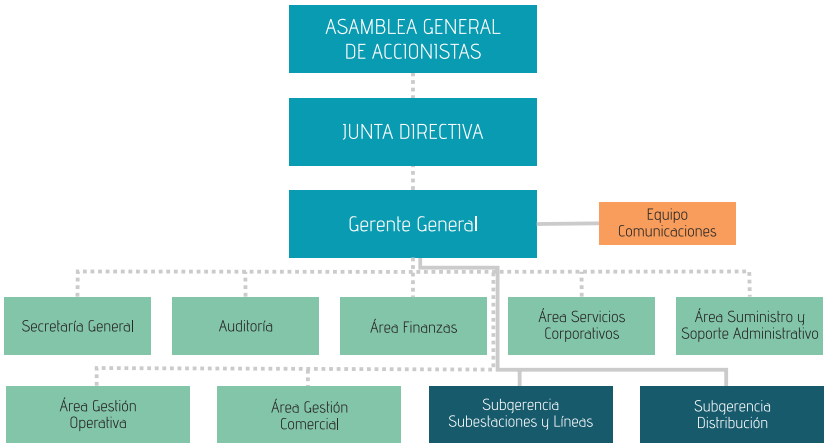 ASAMBLEA GENERAL
DE ACCIONISTAS
JUNTA DIRECTIVA
Gerente General
Equipo
Comunicaciones
Secretaría General
Auditoría
Área Finanzas
Área Servicios
Corporativos
Área Suministro y
Soporte Administrativo
Área Gestión
Operativa
Área Gestión
Comercial
Subgerencia
Subestaciones y Líneas
Subgerencia
Distribución